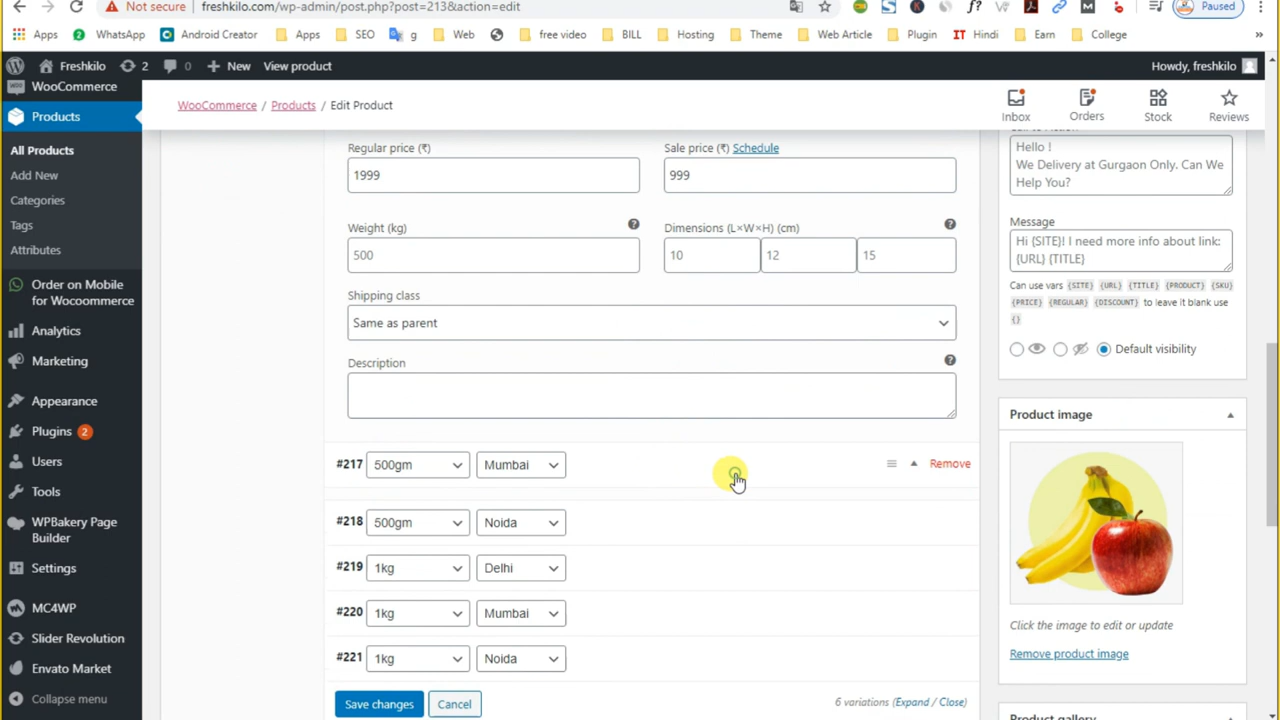 Not secure freshkilo.com/wp-admin/post.php?post=213&action=edit Paused
Apps WhatsApp Android Creator Apps SEO g Web free video BILL Hosting Theme Web Article Plugin IT Hindi Earn College »
Freshkilo 2 0 + New View product Howdy, freshkilo
WooCommerce
Products
All Products
Add New
Categories
Tags
Attributes
Order on Mobile
for Wocoommerce
Analytics
Marketing
Appearance
Plugins 2
Users
Tools
WPBakery Page
Builder
Settings
MC4WP
Slider Revolution
Envato Market
Collapse menu
WooCommerce / Products / Edit Product
Inbox Orders Stock Reviews
Regular price (₹) Sale price (₹) Schedule
1999 999
Weight (kg) Dimensions (L×W×H) (cm)
500 10 12 15
Shipping class
Same as parent
Description
#217 500gm Mumbai Remove
#218 500gm Noida
#219 1kg Delhi
#220 1kg Mumbai
#221 1kg Noida
Save changes Cancel 6 variations (Expand / Close)
Hello !
We Delivery at Gurgaon Only. Can We
Help You?
Message
Hi {SITE}! I need more info about link:
{URL} {TITLE}
Can use vars {SITE} {URL} {TITLE} {PRODUCT} {SKU}
{PRICE} {REGULAR} {DISCOUNT} to leave it blank use
{}
Default visibility
Product image
Click the image to edit or update
Remove product image
Product gallery